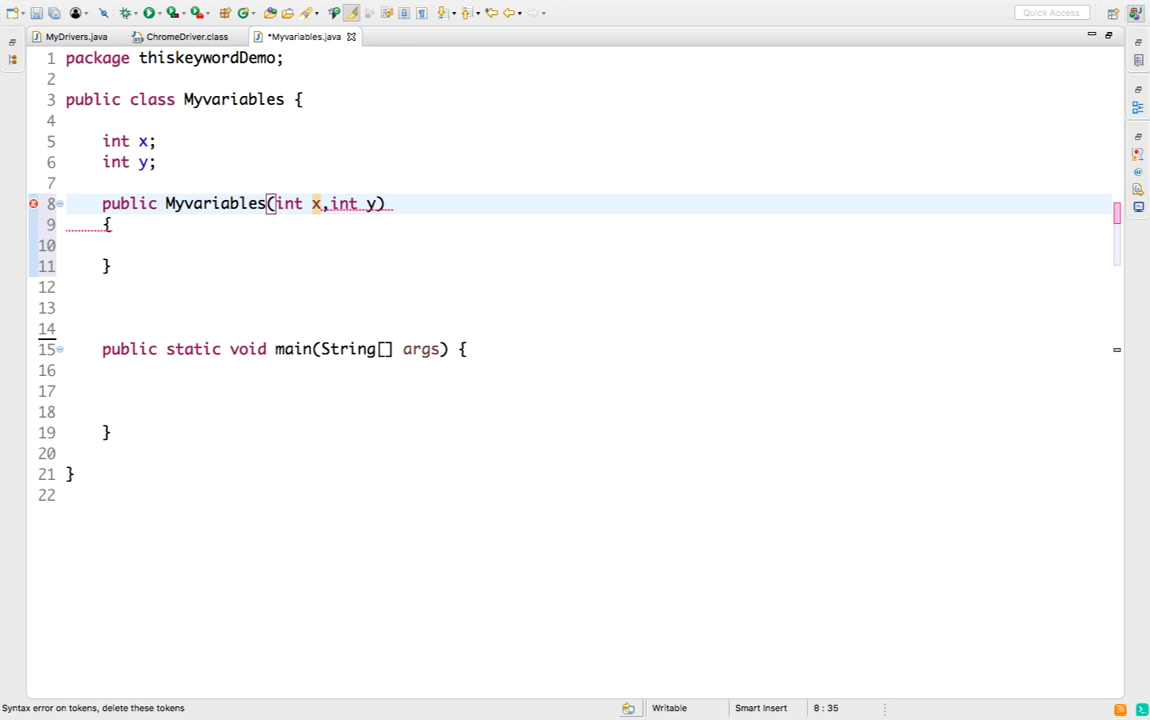 Quick Access
MyDrivers.java ChromeDriver.class *Myvariables.java
1 package thiskeywordDemo;
2
3 public class Myvariables {
4
5 int x;
6 int y;
7
8 public Myvariables(int x,int y)
9 {
10
11 }
12
13
14
15 public static void main(String[] args) {
16
17
18
19 }
20
21 }
22
Syntax error on tokens, delete these tokens Writable Smart Insert 8 : 35